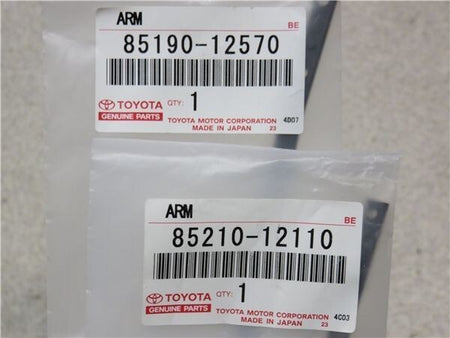 ARM
BE
85190-12570
TOYOTA QTY: 1
GENUINE PARTS
TOYOTA MOTOR CORPORATION 4D07
MADE IN JAPAN 23
ARM
BE
85210-12110
TOYOTA QTY: 1
GENUINE PARTS
TOYOTA MOTOR CORPORATION 4C03
MADE IN JAPAN 23